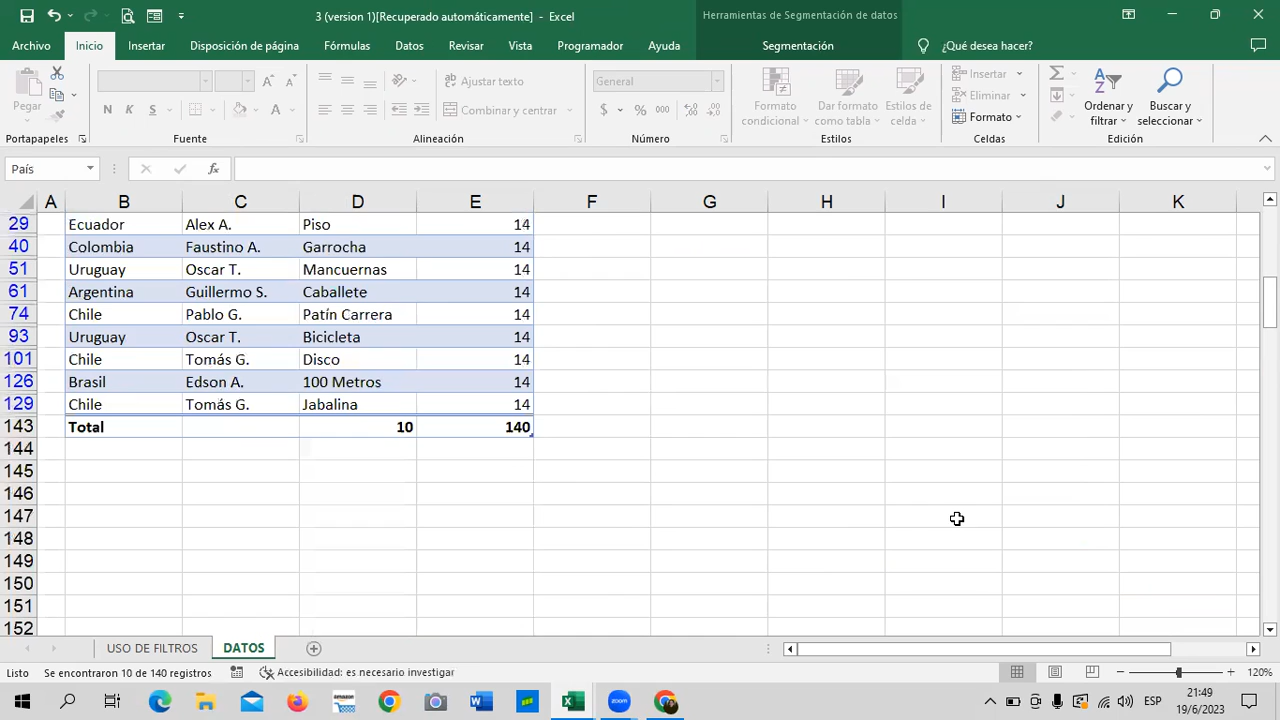 3 (version 1)[Recuperado automáticamente] - Excel
Herramientas de Segmentación de datos
Archivo Inicio Insertar Disposición de página Fórmulas Datos Revisar Vista Programador Ayuda Segmentación ¿Qué desea hacer?
Pegar
N K S
A A
Ajustar texto
Combinar y centrar
General
$ % 000
Formato condicional
Dar formato como tabla
Estilos de celda
Insertar
Eliminar
Formato
Ordenar y filtrar
Buscar y seleccionar
Portapapeles Fuente Alineación Número Estilos Celdas Edición
País fx
A B C D E F G H I J K
29 Ecuador Alex A. Piso 14
40 Colombia Faustino A. Garrocha 14
51 Uruguay Oscar T. Mancuernas 14
61 Argentina Guillermo S. Caballete 14
74 Chile Pablo G. Patín Carrera 14
93 Uruguay Oscar T. Bicicleta 14
101 Chile Tomás G. Disco 14
126 Brasil Edson A. 100 Metros 14
129 Chile Tomás G. Jabalina 14
143 Total 10 140
144
145
146
147
148
149
150
151
152
USO DE FILTROS DATOS
Listo Se encontraron 10 de 140 registros Accesibilidad: es necesario investigar 120%
ESP
21:49
19/6/2023